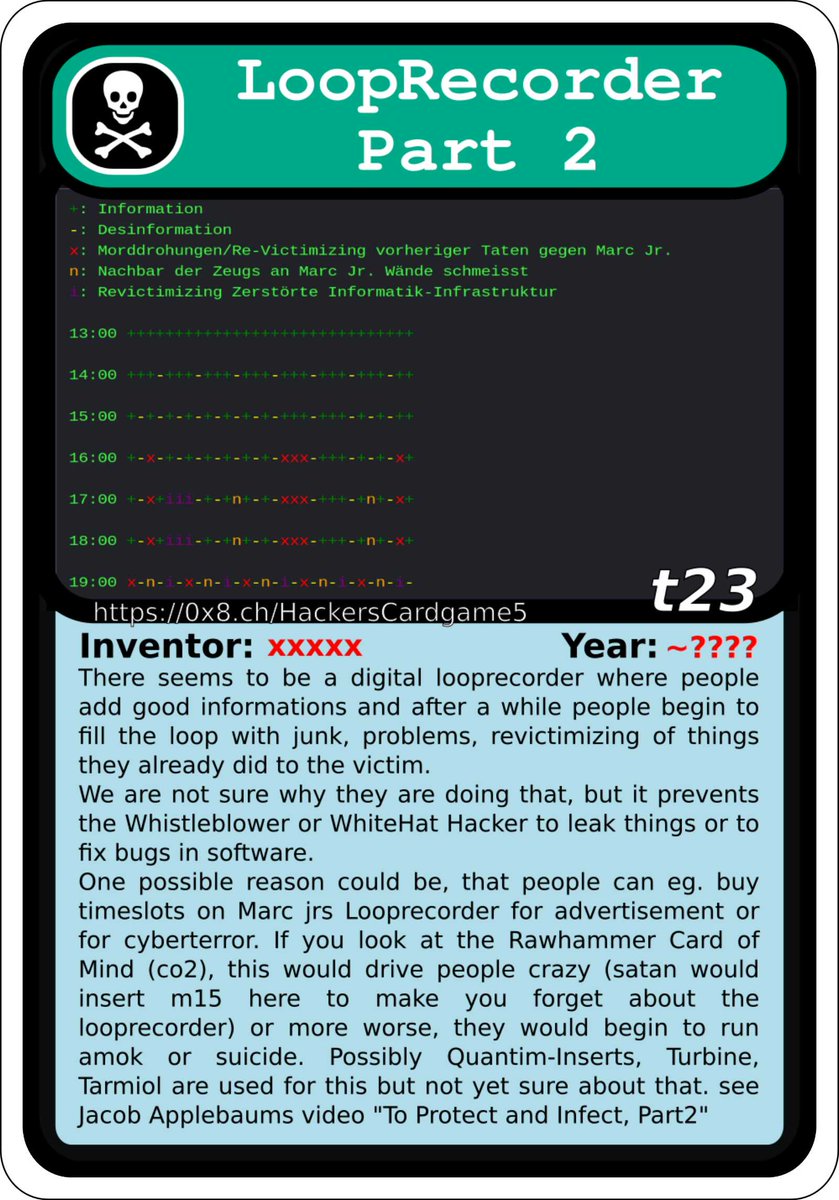 LoopRecorder
Part 2
+: Information
-: Desinformation
x: Morddrohungen/Re-Victimizing vorheriger Taten gegen Marc Jr.
n: Nachbar der Zeugs an Marc Jr. Wände schmeisst
i: Revictimizing Zerstörte Informatik-Infrastruktur
13:00 ++++++++++++++++++++++++++++++
14:00 +++-+++-+++-+++-+++-+++-+++-++
15:00 +-+-+-+-+-+-+-+-+++-+++-+-+-++
16:00 +-x-+-+-+-+-+-+-xxx-+++-+-+-x+
17:00 +-x+iii-+-+n+-+-xxx-+++-+n+-x+
18:00 +-x+iii-+-+n+-+-xxx-+++-+n+-x+
19:00 x-n-i-x-n-i-x-n-i-x-n-i-x-n-i-
t23
https://0x8.ch/HackersCardgame5
Inventor: xxxxx Year: ~????
There seems to be a digital looprecorder where people
add good informations and after a while people begin to
fill the loop with junk, problems, revictimizing of things
they already did to the victim.
We are not sure why they are doing that, but it prevents
the Whistleblower or WhiteHat Hacker to leak things or to
fix bugs in software.
One possible reason could be, that people can eg. buy
timeslots on Marc jrs Looprecorder for advertisement or
for cyberterror. If you look at the Rawhammer Card of
Mind (co2), this would drive people crazy (satan would
insert m15 here to make you forget about the
looprecorder) or more worse, they would begin to run
amok or suicide. Possibly Quantim-Inserts, Turbine,
Tarmiol are used for this but not yet sure about that. see
Jacob Applebaums video "To Protect and Infect, Part2"